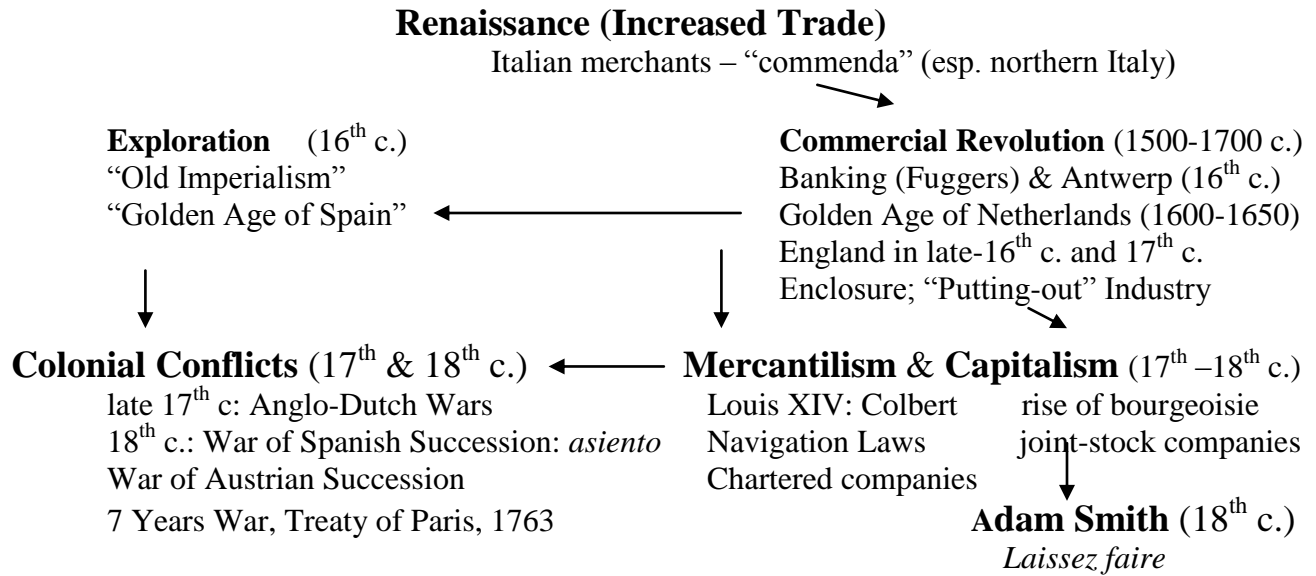 Renaissance (Increased Trade)
Italian merchants – “commenda” (esp. northern Italy)
Exploration (16th c.)
“Old Imperialism”
“Golden Age of Spain”
Commercial Revolution (1500-1700 c.)
Banking (Fuggers) & Antwerp (16th c.)
Golden Age of Netherlands (1600-1650)
England in late-16th c. and 17th c.
Enclosure; “Putting-out” Industry
Colonial Conflicts (17th & 18th c.)
late 17th c: Anglo-Dutch Wars
18th c.: War of Spanish Succession: asiento
War of Austrian Succession
7 Years War, Treaty of Paris, 1763
Mercantilism & Capitalism (17th –18th c.)
Louis XIV: Colbert
Navigation Laws
Chartered companies
rise of bourgeoisie
joint-stock companies
Adam Smith (18th c.)
Laissez faire